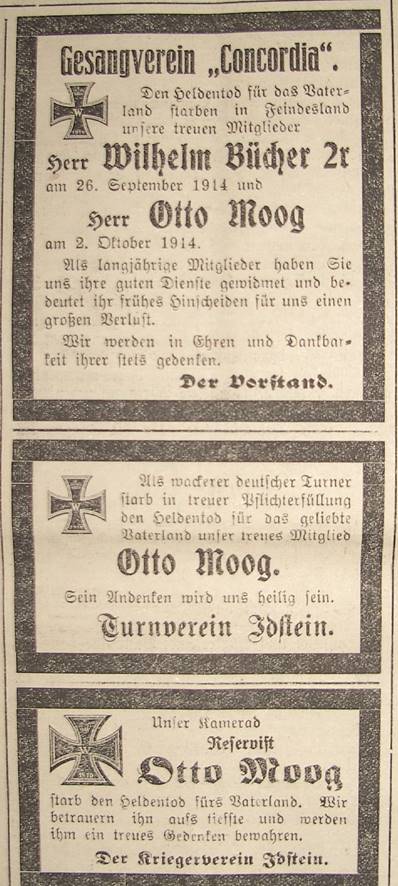 Gesangverein „Concordia“.
Den Heldentod für das Vater-
land starben in Feindesland
unsere treuen Mitglieder
Herr Wilhelm Bücher 2r
am 26. September 1914 und
Herr Otto Moog
am 2. Oktober 1914.
Als langjährige Mitglieder haben Sie
uns ihre guten Dienste gewidmet und be-
deutet ihr frühes Hinscheiden für uns einen
großen Verlust.
Wir werden in Ehren und Dankbar-
keit ihrer stets gedenken.
Der Vorstand.
Als wackerer deutscher Turner
starb in treuer Pflichterfüllung
den Heldentod für das geliebte
Vaterland unser treues Mitglied
Otto Moog.
Sein Andenken wird uns heilig sein.
Turnverein Idstein.
Unser Kamerad
Reservist
Otto Moog
starb den Heldentod fürs Vaterland. Wir
betrauern ihn aufs tiefste und werden
ihm ein treues Gedenken bewahren.
Der Kriegerverein Idstein.